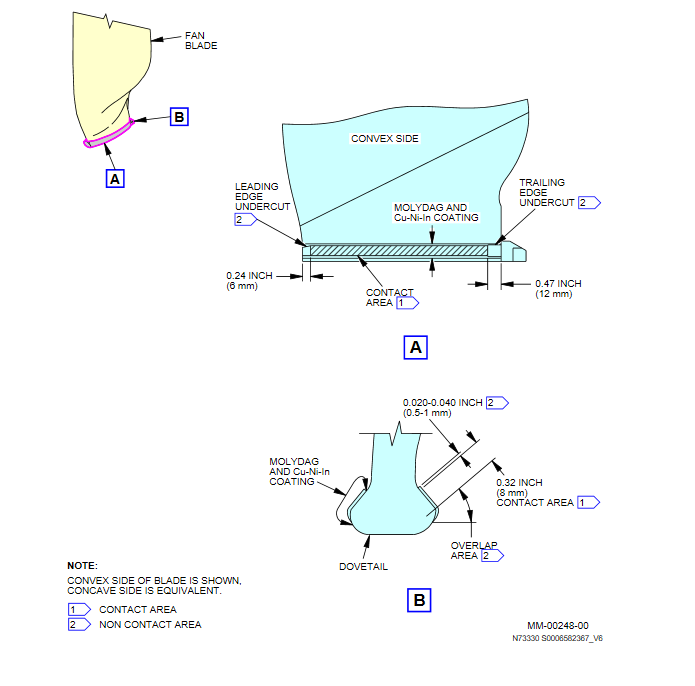 FAN
BLADE
B
A
CONVEX SIDE
LEADING
EDGE
UNDERCUT
2
MOLYDAG AND
Cu-Ni-In COATING
TRAILING
EDGE
UNDERCUT 2
0.24 INCH
(6 mm)
CONTACT
AREA 1
0.47 INCH
(12 mm)
A
0.020-0.040 INCH 2
(0.5-1 mm)
MOLYDAG
AND Cu-Ni-In
COATING
0.32 INCH
(8 mm)
CONTACT AREA 1
OVERLAP
AREA 2
DOVETAIL
B
NOTE:
CONVEX SIDE OF BLADE IS SHOWN,
CONCAVE SIDE IS EQUIVALENT.
1 CONTACT AREA
2 NON CONTACT AREA
MM-00248-00
N73330 S0006582367_V6